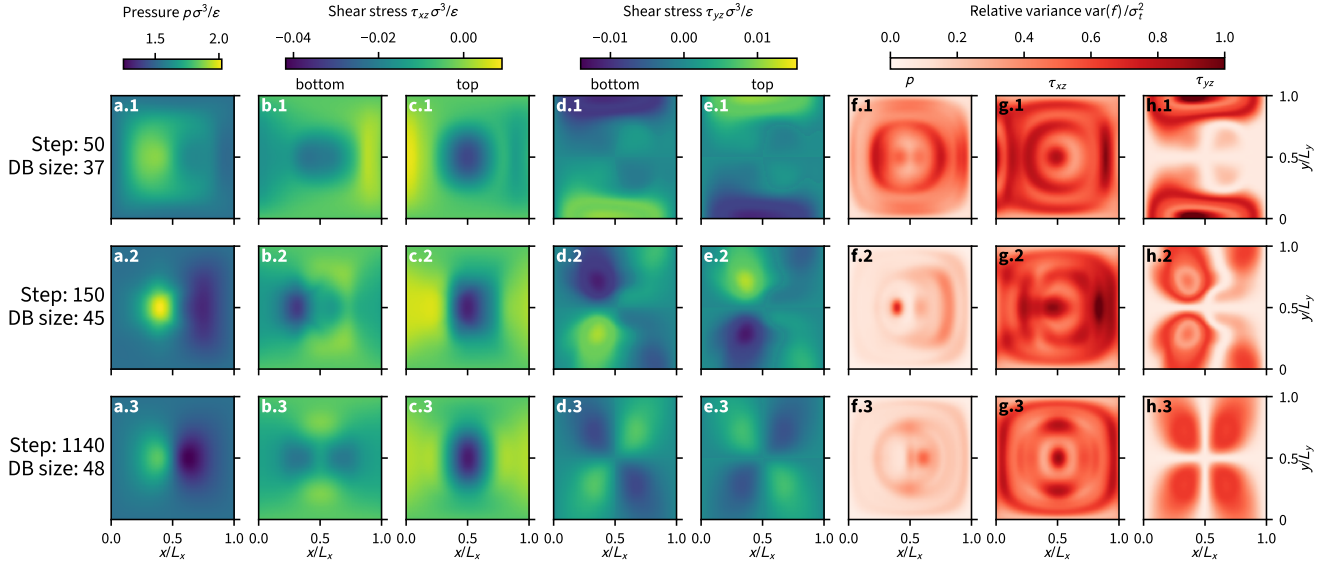 Pressure pσ³/ε
Shear stress τxz σ³/ε
Shear stress τyz σ³/ε
Relative variance var(f)/σt²
1.5 2.0
−0.04 −0.02 0.00
−0.01 0.01
0.0 0.2 0.4 0.6 0.8 1.0
bottom top bottom top p τxz τyz
a.1 b.1 c.1 d.1 e.1 f.1 g.1 h.1
Step: 50
DB size: 37
1.0
0.5
0
y/Ly
a.2 b.2 c.2 d.2 e.2 f.2 g.2 h.2
Step: 150
DB size: 45
1.0
0.5
0
y/Ly
a.3 b.3 c.3 d.3 e.3 f.3 g.3 h.3
Step: 1140
DB size: 48
1.0
0.5
0
y/Ly
0.0 0.5 1.0 0.0 0.5 1.0 0.0 0.5 1.0 0.0 0.5 1.0 0.0 0.5 1.0 0.0 0.5 1.0 0.0 0.5 1.0 0.0 0.5 1.0
x/Lx x/Lx x/Lx x/Lx x/Lx x/Lx x/Lx x/Lx